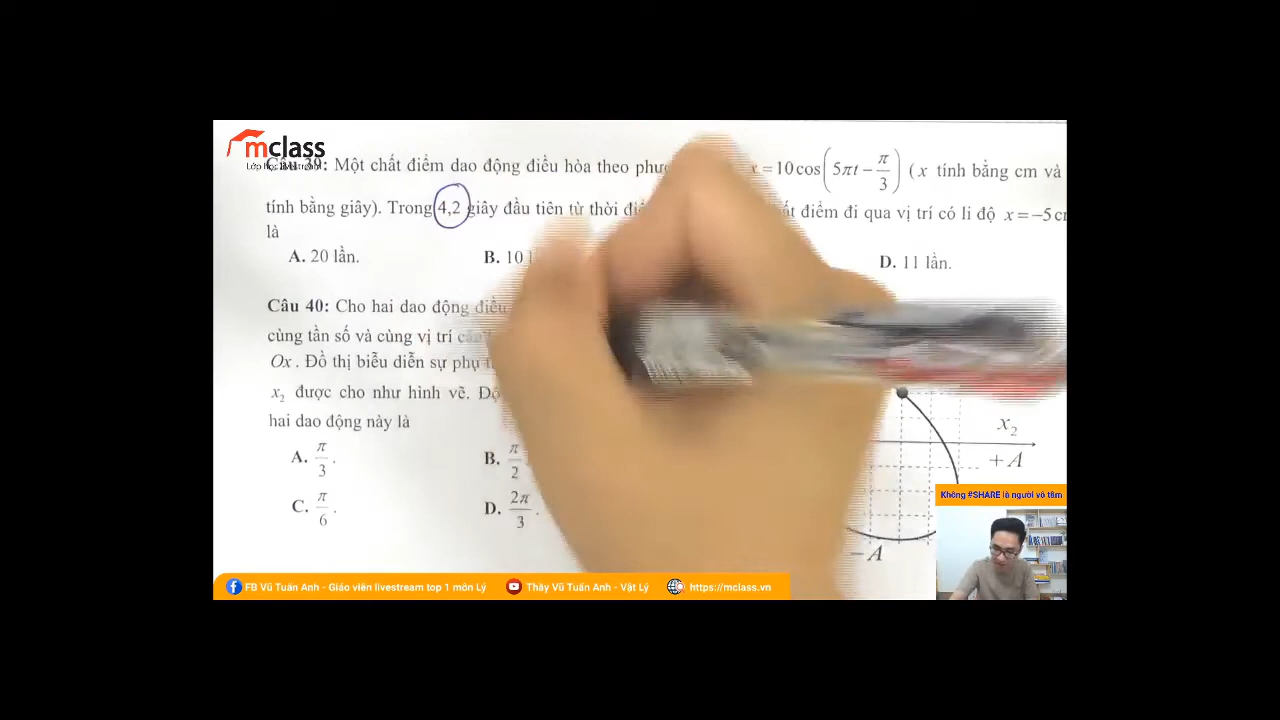 mclass
Lớp học livestream
Câu 39: Một chất điểm dao động điều hòa theo x = 10cos(5πt − π/3) ( x tính bằng cm và
tính bằng giây). Trong 4,2 giây đầu tiên từ thời điểm đi qua vị trí có li độ x = −5
là
A. 20 lần. B. 10 D. 11 lần.
Câu 40: Cho hai dao động điều
cùng tần số và cùng vị trí
Ox. Đồ thị biểu diễn sự phụ
x₂ được cho như hình vẽ. Độ
hai dao động này là
A. π/3. B. π/2
C. π/6. D. 2π/3.
x₂
+A
−A
Không #SHARE là người vô tâm
FB Vũ Tuấn Anh - Giáo viên livestream top 1 môn Lý Thầy Vũ Tuấn Anh - Vật Lý https://mclass.vn